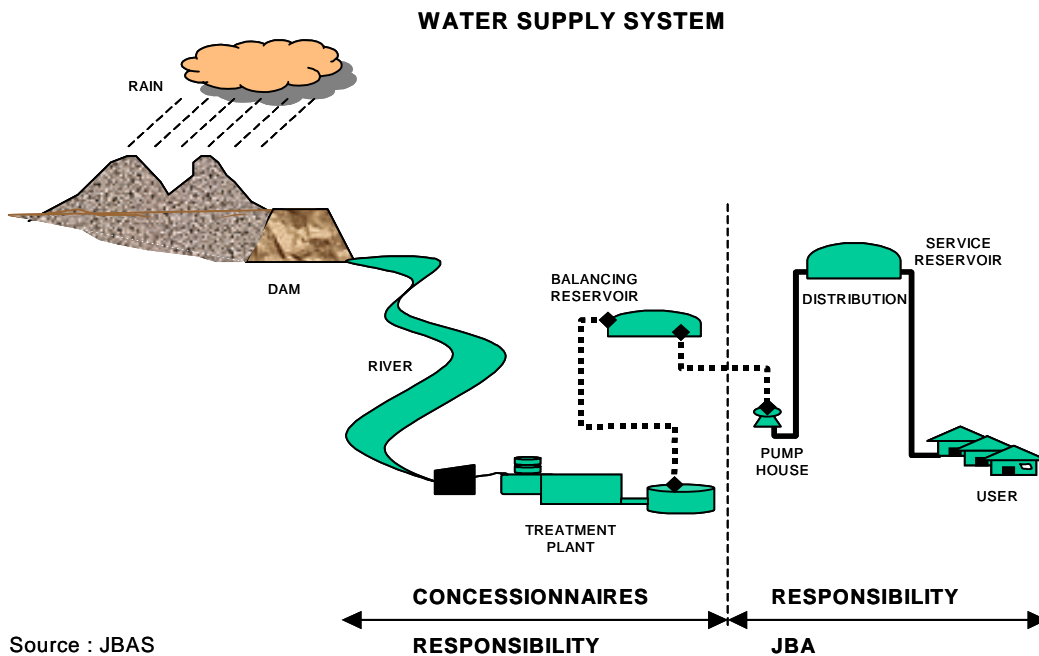 WATER SUPPLY SYSTEM
RAIN
DAM
RIVER
BALANCING
RESERVOIR
SERVICE
RESERVOIR
DISTRIBUTION
PUMP
HOUSE
USER
TREATMENT
PLANT
CONCESSIONNAIRES
RESPONSIBILITY
RESPONSIBILITY
JBA
Source : JBAS